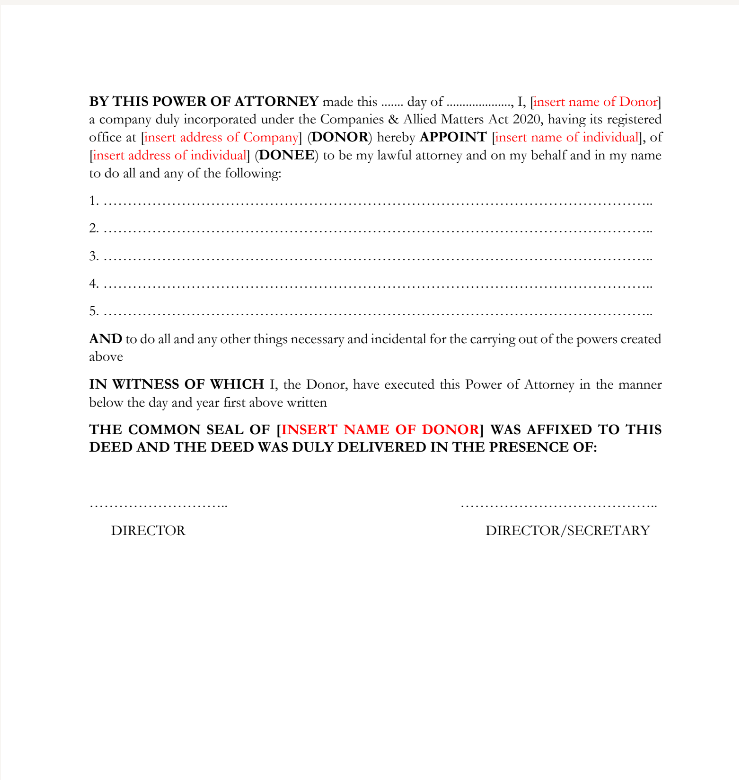 BY THIS POWER OF ATTORNEY made this ....... day of ....................., I, [insert name of Donor]
a company duly incorporated under the Companies & Allied Matters Act 2020, having its registered
office at [insert address of Company] (DONOR) hereby APPOINT [insert name of individual], of
[insert address of individual] (DONEE) to be my lawful attorney and on my behalf and in my name
to do all and any of the following:
1. …………………………………………………………………………………………………..
2. …………………………………………………………………………………………………..
3. …………………………………………………………………………………………………..
4. …………………………………………………………………………………………………..
5. …………………………………………………………………………………………………..
AND to do all and any other things necessary and incidental for the carrying out of the powers created
above
IN WITNESS OF WHICH I, the Donor, have executed this Power of Attorney in the manner
below the day and year first above written
THE COMMON SEAL OF [INSERT NAME OF DONOR] WAS AFFIXED TO THIS
DEED AND THE DEED WAS DULY DELIVERED IN THE PRESENCE OF:
……………………….. …………………………………..
DIRECTOR DIRECTOR/SECRETARY